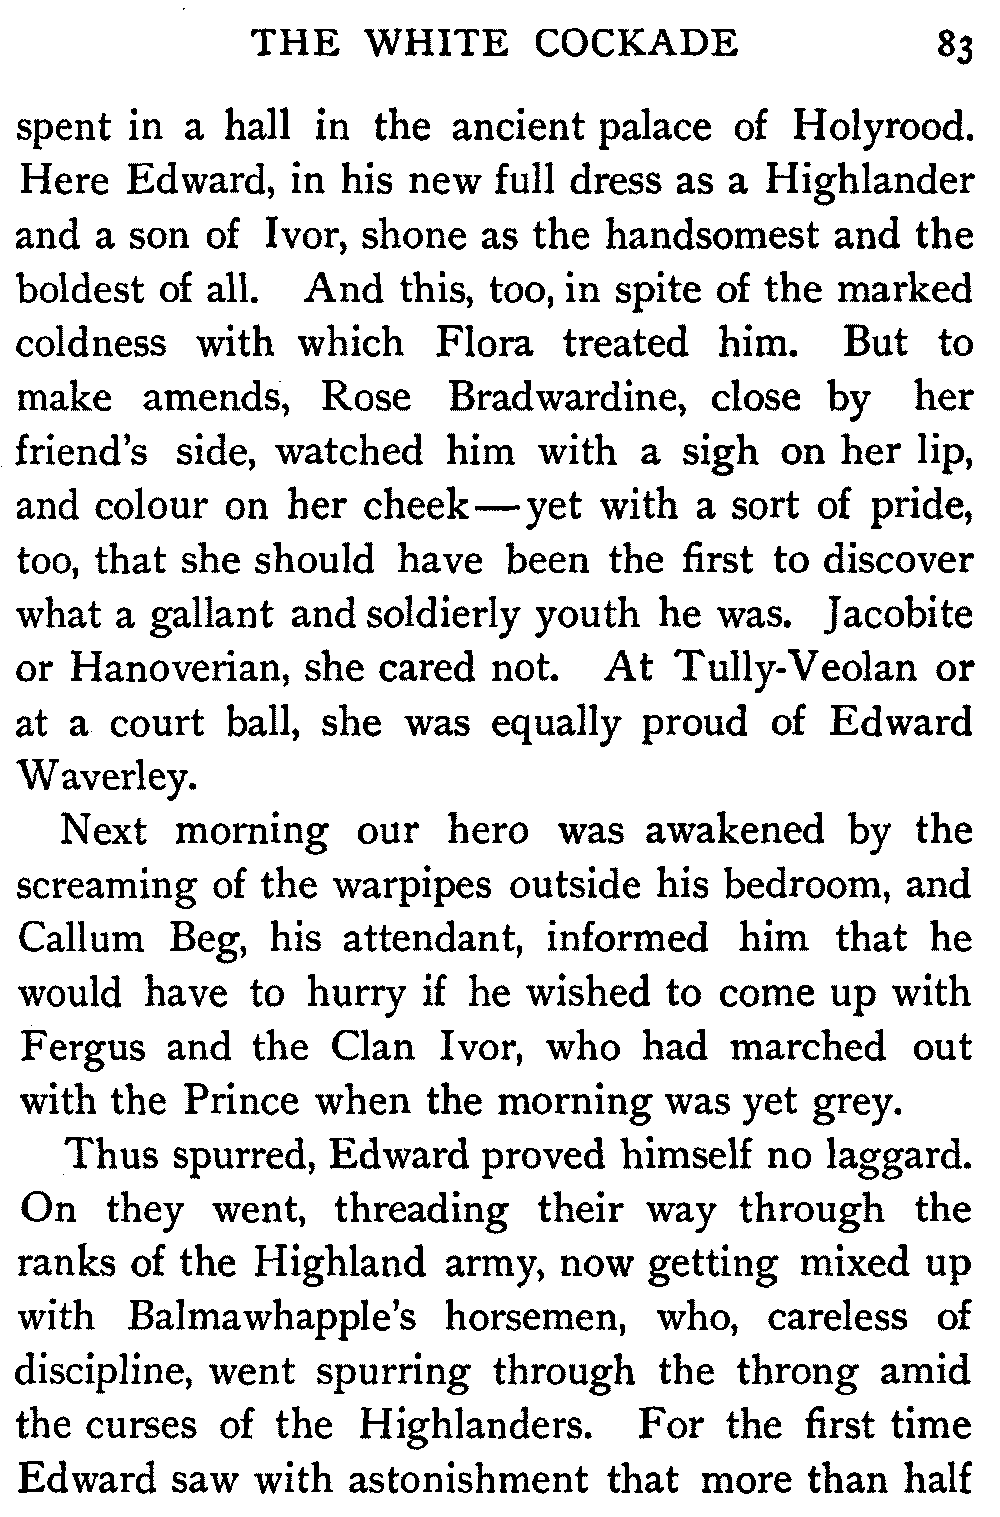 THE WHITE COCKADE 83
spent in a hall in the ancient palace of Holyrood.
Here Edward, in his new full dress as a Highlander
and a son of Ivor, shone as the handsomest and the
boldest of all. And this, too, in spite of the marked
coldness with which Flora treated him. But to
make amends, Rose Bradwardine, close by her
friend's side, watched him with a sigh on her lip,
and colour on her cheek—yet with a sort of pride,
too, that she should have been the first to discover
what a gallant and soldierly youth he was. Jacobite
or Hanoverian, she cared not. At Tully-Veolan or
at a court ball, she was equally proud of Edward
Waverley.
Next morning our hero was awakened by the
screaming of the warpipes outside his bedroom, and
Callum Beg, his attendant, informed him that he
would have to hurry if he wished to come up with
Fergus and the Clan Ivor, who had marched out
with the Prince when the morning was yet grey.
Thus spurred, Edward proved himself no laggard.
On they went, threading their way through the
ranks of the Highland army, now getting mixed up
with Balmawhapple's horsemen, who, careless of
discipline, went spurring through the throng amid
the curses of the Highlanders. For the first time
Edward saw with astonishment that more than half